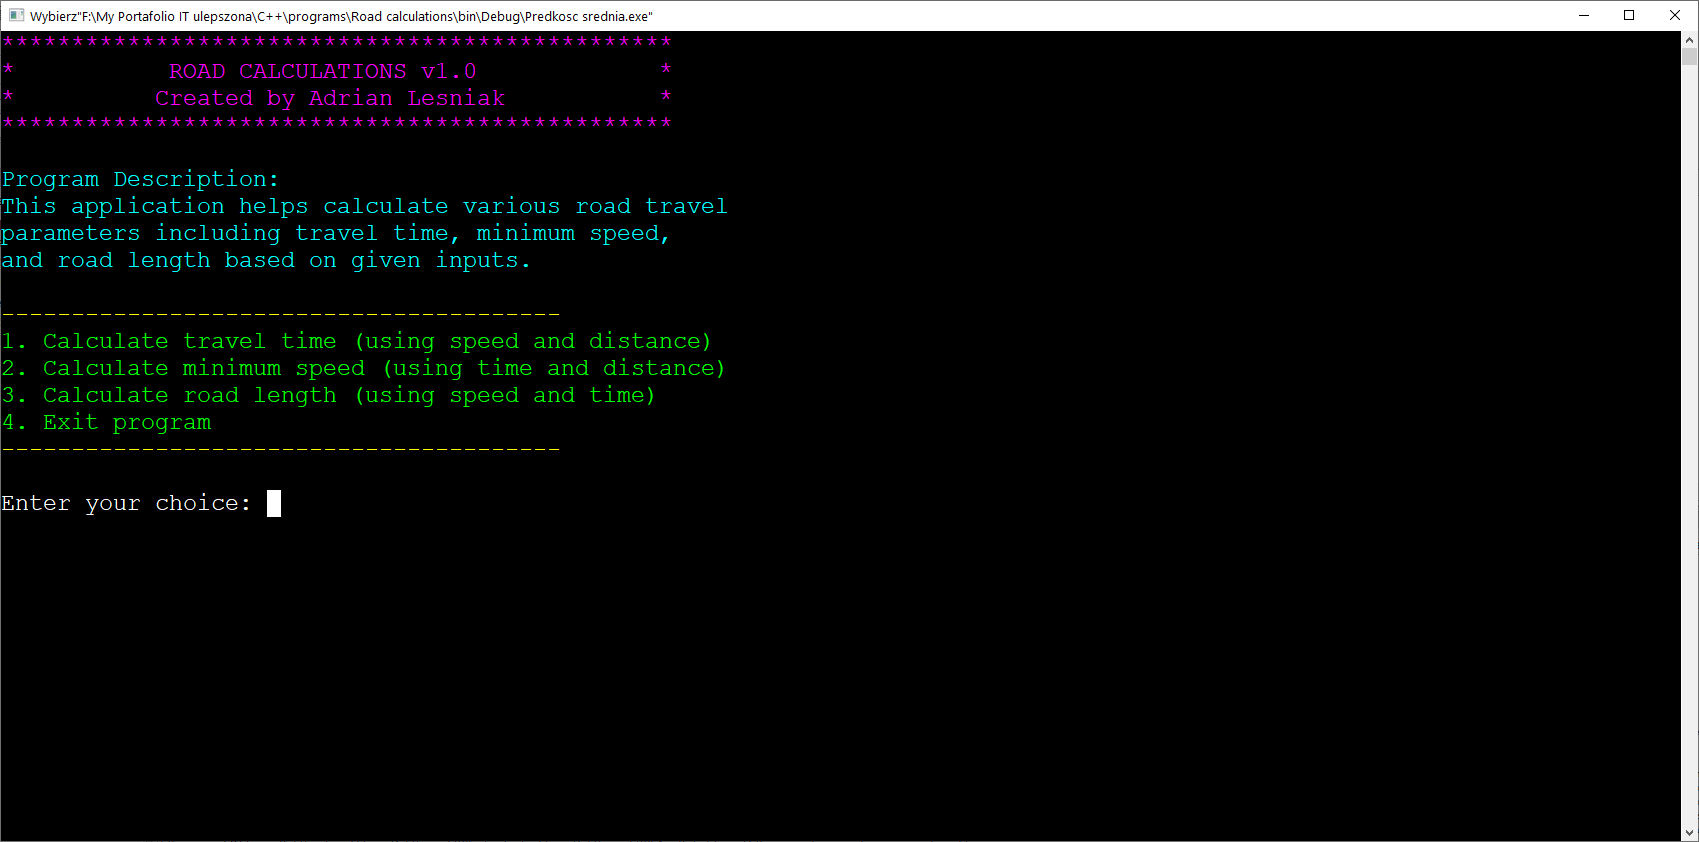 Wybierz"F:\My Portafolio IT ulepszona\C++\programs\Road calculations\bin\Debug\Predkosc srednia.exe"
************************************************
*           ROAD CALCULATIONS v1.0             *
*          Created by Adrian Lesniak           *
************************************************
Program Description:
This application helps calculate various road travel
parameters including travel time, minimum speed,
and road length based on given inputs.
----------------------------------------
1. Calculate travel time (using speed and distance)
2. Calculate minimum speed (using time and distance)
3. Calculate road length (using speed and time)
4. Exit program
----------------------------------------
Enter your choice: